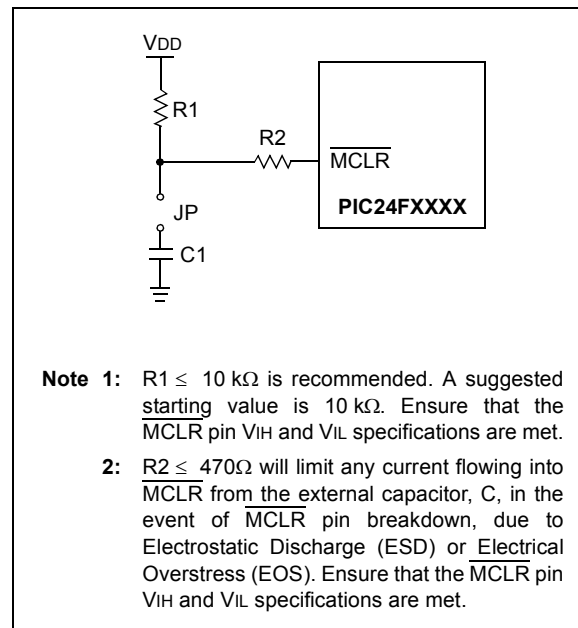 VDD
R1
R2
MCLR
JP
PIC24FXXXX
C1
Note 1: R1 ≤ 10 kΩ is recommended. A suggested
starting value is 10 kΩ. Ensure that the
MCLR pin VIH and VIL specifications are met.
2: R2 ≤ 470Ω will limit any current flowing into
MCLR from the external capacitor, C, in the
event of MCLR pin breakdown, due to
Electrostatic Discharge (ESD) or Electrical
Overstress (EOS). Ensure that the MCLR pin
VIH and VIL specifications are met.